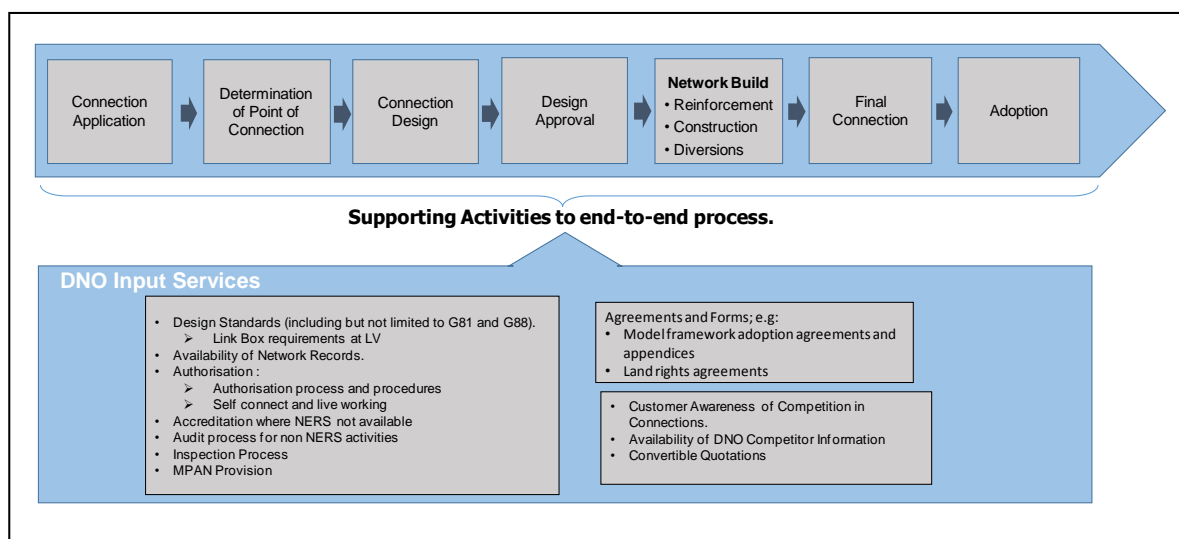 Connection
Application
Determination
of Point of
Connection
Connection
Design
Design
Approval
Network Build
• Reinforcement
• Construction
• Diversions
Final
Connection
Adoption
Supporting Activities to end-to-end process.
DNO Input Services
• Design Standards (including but not limited to G81 and G88).
➢ Link Box requirements at LV
• Availability of Network Records.
• Authorisation :
➢ Authorisation process and procedures
➢ Self connect and live working
• Accreditation where NERS not available
• Audit process for non NERS activities
• Inspection Process
• MPAN Provision
Agreements and Forms; e.g:
• Model framework adoption agreements and
appendices
• Land rights agreements
• Customer Awareness of Competition in
Connections.
• Availability of DNO Competitor Information
• Convertible Quotations